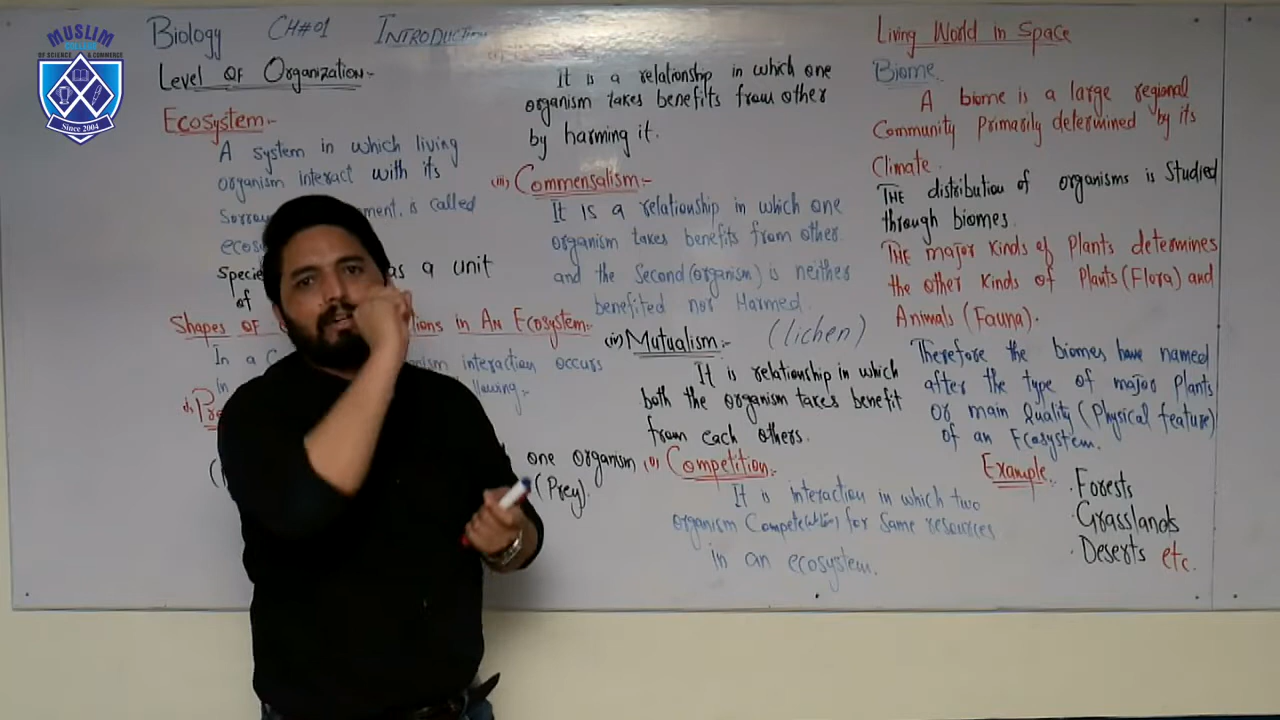 MUSLIM
COLLEGE
OF SCIENCE & COMMERCE
Since 2004
Biology CH#01 INTRODUCTION
Level OF Organization:-
Ecosystem:-
A system in which living
organism interact with its
is called
as a unit
of
Shapes OF in An Ecosystem:-
In a occurs
in
It is a relationship in which one
organism takes benefits from other
by harming it.
(iii) Commensalism:-
It is a relationship in which one
organism takes benefits from other.
and the Second (organism) is neither
benefited nor Harmed.
(iv) Mutualism:- (lichen)
It is relationship in which
both the organism takes benefit
from each others.
one organism
(Prey).
(v) Competition:-
It is interaction in which two
organism for same resources
in an ecosystem.
Living World in Space
Biome.
A biome is a large regional
Community Primarily determined by its
Climate.
THE distribution of organisms is Studied
through biomes.
THE major kinds of Plants determines
the other kinds of Plants (Flora) and
Animals (Fauna).
Therefore the biomes have named
after the type of major Plants
or main Quality (Physical feature)
of an Ecosystem.
Example. . Forests
. Grasslands
. Deserts etc.